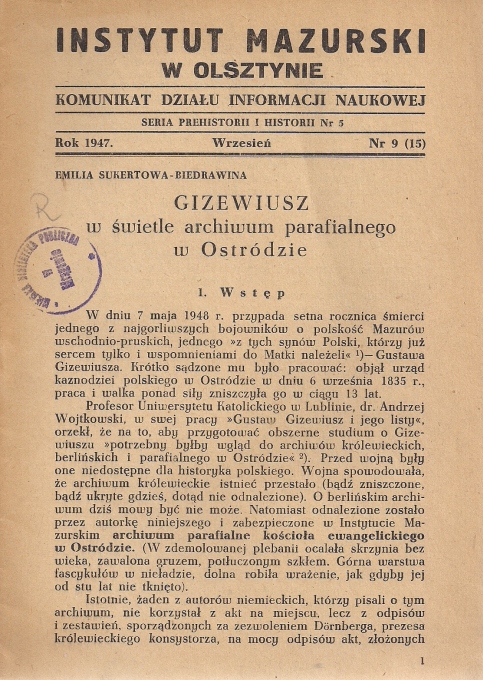 INSTYTUT MAZURSKI
W OLSZTYNIE
KOMUNIKAT DZIAŁU INFORMACJI NAUKOWEJ
SERIA PREHISTORII I HISTORII Nr 5
Rok 1947. Wrzesień Nr 9 (15)
EMILIA SUKERTOWA-BIEDRAWINA
GIZEWIUSZ
w świetle archiwum parafialnego
w Ostródzie
R
BIBLIOTEKA PUBLICZNA
1. Wstęp
W dniu 7 maja 1948 r. przypada setna rocznica śmierci
jednego z najgorliwszych bojowników o polskość Mazurów
wschodnio-pruskich, jednego »z tych synów Polski, którzy już
sercem tylko i wspomnieniami do Matki należeli« ¹)— Gustawa
Gizewiusza. Krótko sądzone mu było pracować: objął urząd
kaznodziei polskiego w Ostródzie w dniu 6 września 1835 r.,
praca i walka ponad siły zniszczyła go w ciągu 13 lat.
Profesor Uniwersytetu Katolickiego w Lublinie, dr. Andrzej
Wojtkowski, w swej pracy »Gustaw Gizewiusz i jego listy«,
orzekł, że na to, aby przygotować obszerne studium o Gize-
wiuszu »potrzebny byłby wgląd do archiwów królewieckich,
berlińskich i parafialnego w Ostródzie« ²). Przed wojną były
one niedostępne dla historyka polskiego. Wojna spowodowała,
że archiwum królewieckie istnieć przestało (bądź zniszczone,
bądź ukryte gdzieś, dotąd nie odnalezione). O berlińskim archi-
wum dziś mowy być nie może. Natomiast odnalezione zostało
przez autorkę niniejszego i zabezpieczone w Instytucie Ma-
zurskim archiwum parafialne kościoła ewangelickiego
w Ostródzie. (W zdemolowanej plebanii ocalała skrzynia bez
wieka, zawalona gruzem, potłuczonym szkłem. Górna warstwa
fascykułów w nieładzie, dolna robiła wrażenie, jak gdyby jej
od stu lat nie tknięto).
Istotnie, żaden z autorów niemieckich, którzy pisali o tym
archiwum, nie korzystał z akt na miejscu, lecz z odpisów
i zestawień, sporządzonych za zezwoleniem Dörnberga, prezesa
królewieckiego konsystorza, na mocy odpisów akt, złożonych
1